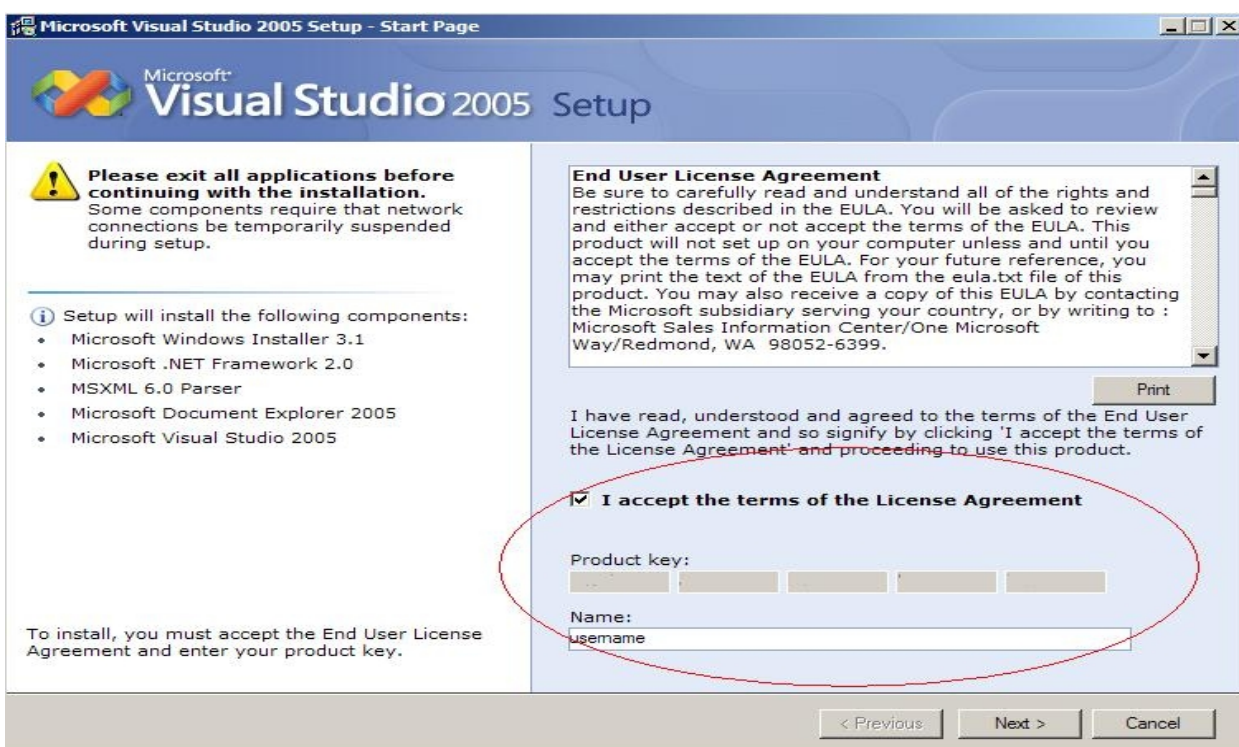 Microsoft Visual Studio 2005 Setup - Start Page
Microsoft
Visual Studio 2005 Setup
Please exit all applications before
continuing with the installation.
Some components require that network
connections be temporarily suspended
during setup.
Setup will install the following components:
• Microsoft Windows Installer 3.1
• Microsoft .NET Framework 2.0
• MSXML 6.0 Parser
• Microsoft Document Explorer 2005
• Microsoft Visual Studio 2005
To install, you must accept the End User License
Agreement and enter your product key.
End User License Agreement
Be sure to carefully read and understand all of the rights and
restrictions described in the EULA. You will be asked to review
and either accept or not accept the terms of the EULA. This
product will not set up on your computer unless and until you
accept the terms of the EULA. For your future reference, you
may print the text of the EULA from the eula.txt file of this
product. You may also receive a copy of this EULA by contacting
the Microsoft subsidiary serving your country, or by writing to :
Microsoft Sales Information Center/One Microsoft
Way/Redmond, WA  98052-6399.
Print
I have read, understood and agreed to the terms of the End User
License Agreement and so signify by clicking 'I accept the terms of
the License Agreement' and proceeding to use this product.
I accept the terms of the License Agreement
Product key:
Name:
username
< Previous
Next >
Cancel